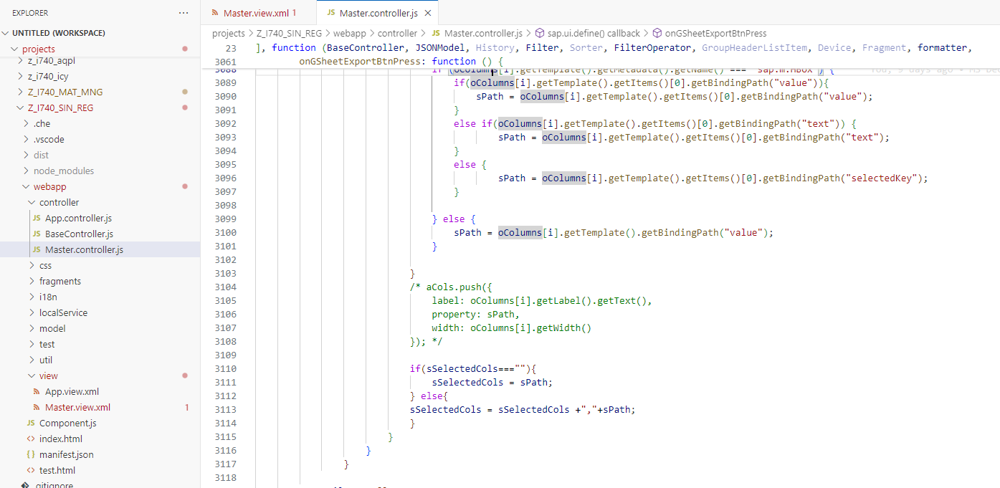 EXPLORER
UNTITLED (WORKSPACE)
projects
z_i740_aqpl
z_i740_icy
Z_I740_MAT_MNG
Z_I740_SIN_REG
.che
.vscode
dist
node_modules
webapp
controller
JS App.controller.js
JS BaseController.js
JS Master.controller.js
css
fragments
i18n
localService
model
test
util
view
App.view.xml
Master.view.xml 1
JS Component.js
<> index.html
{} manifest.json
<> test.html
.gitignore
Master.view.xml 1
JS Master.controller.js
projects > Z_I740_SIN_REG > webapp > controller > JS Master.controller.js > sap.ui.define() callback > onGSheetExportBtnPress
23 ], function (BaseController, JSONModel, History, Filter, Sorter, FilterOperator, GroupHeaderListItem, Device, Fragment, formatter,
3061 onGSheetExportBtnPress: function () {
3088 if (oColumns[i].getTemplate().getMetadata().getName() === "sap.m.HBox") { You, 9 days ago •
3089 if(oColumns[i].getTemplate().getItems()[0].getBindingPath("value")){
3090 sPath = oColumns[i].getTemplate().getItems()[0].getBindingPath("value");
3091 }
3092 else if(oColumns[i].getTemplate().getItems()[0].getBindingPath("text")) {
3093 sPath = oColumns[i].getTemplate().getItems()[0].getBindingPath("text");
3094 }
3095 else {
3096 sPath = oColumns[i].getTemplate().getItems()[0].getBindingPath("selectedKey");
3097 }
3098
3099 } else {
3100 sPath = oColumns[i].getTemplate().getBindingPath("value");
3101 }
3102
3103 }
3104 /* aCols.push({
3105 label: oColumns[i].getLabel().getText(),
3106 property: sPath,
3107 width: oColumns[i].getWidth()
3108 }); */
3109
3110 if(sSelectedCols===""){
3111 sSelectedCols = sPath;
3112 } else{
3113 sSelectedCols = sSelectedCols +","+sPath;
3114 }
3115 }
3116 }
3117 }
3118